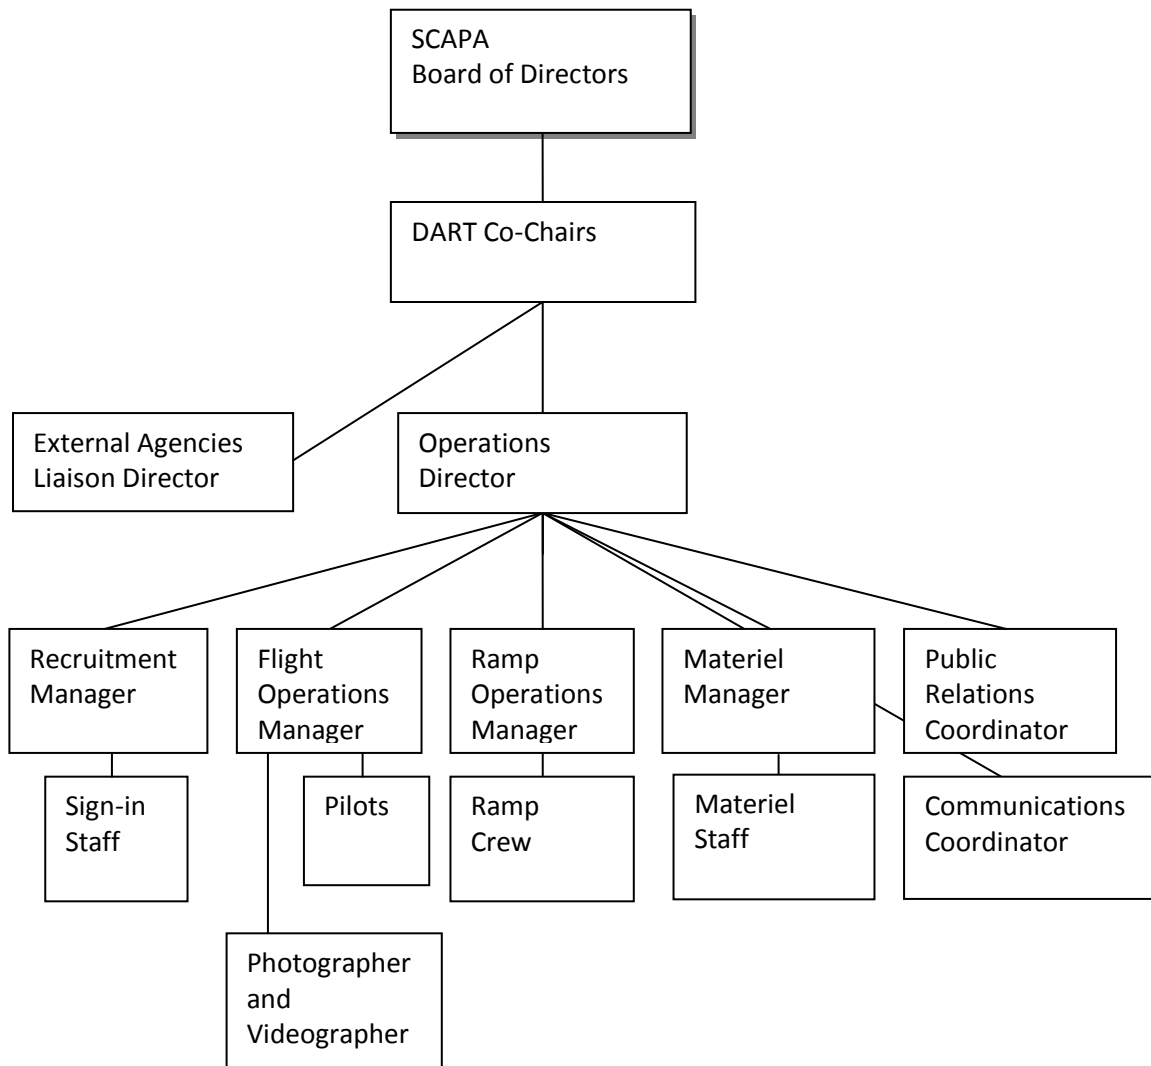 SCAPA
Board of Directors
DART Co-Chairs
External Agencies
Liaison Director
Operations
Director
Recruitment
Manager
Flight
Operations
Manager
Ramp
Operations
Manager
Materiel
Manager
Public
Relations
Coordinator
Sign-in
Staff
Pilots
Ramp
Crew
Materiel
Staff
Communications
Coordinator
Photographer
and
Videographer